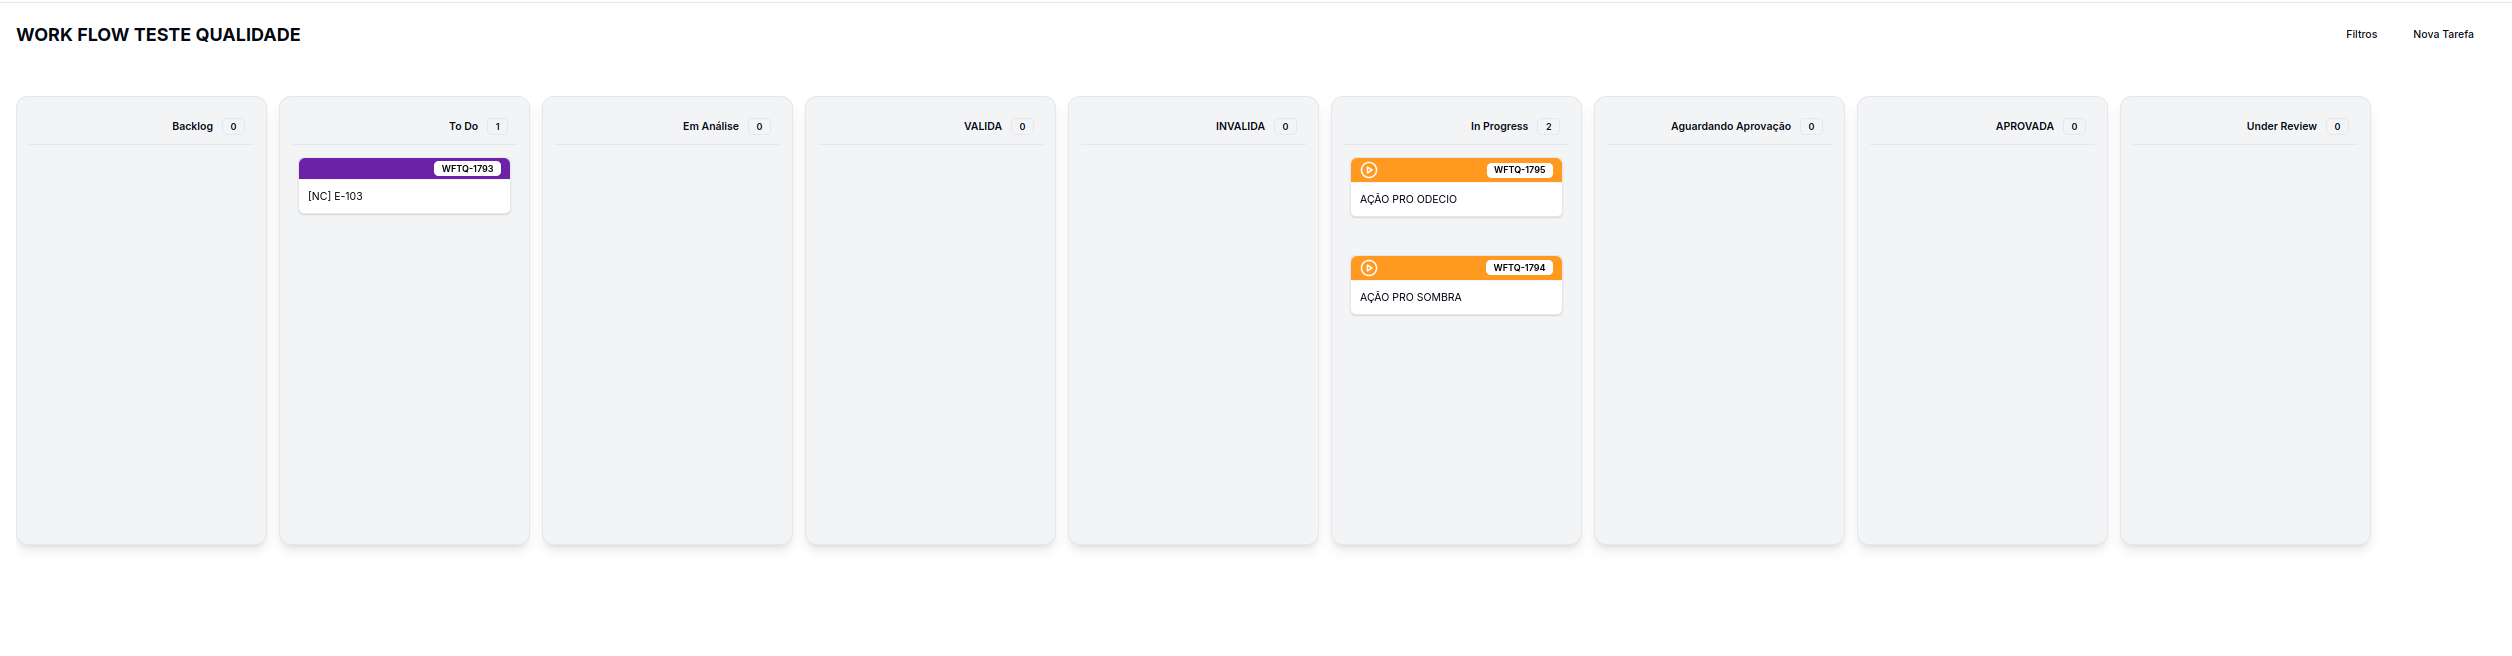 WORK FLOW TESTE QUALIDADE
Filtros
Nova Tarefa
Backlog 0
To Do 1
WFTQ-1793
[NC] E-103
Em Análise 0
VALIDA 0
INVALIDA 0
In Progress 2
WFTQ-1795
AÇÃO PRO ODECIO
WFTQ-1794
AÇÃO PRO SOMBRA
Aguardando Aprovação 0
APROVADA 0
Under Review 0